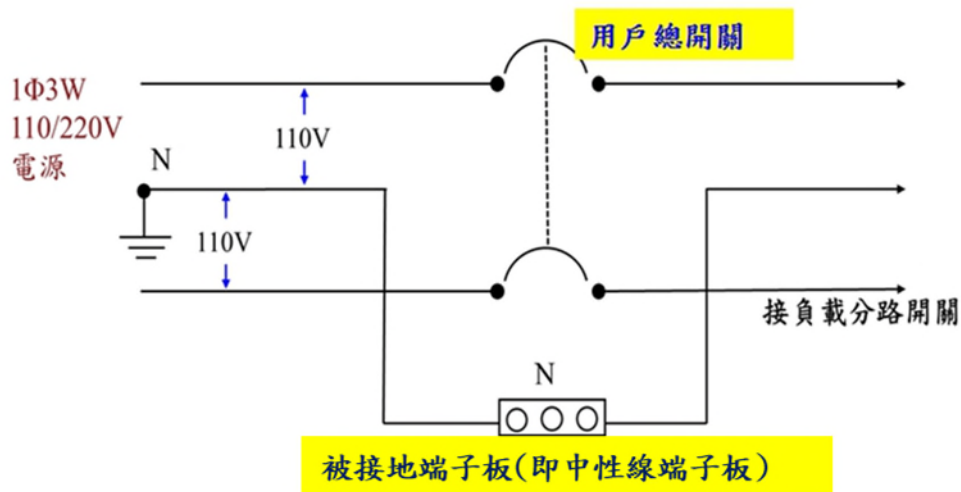 用戶總開關
1Φ3W
110/220V
電源
N
110V
110V
接負載分路開關
N
被接地端子板(即中性線端子板)